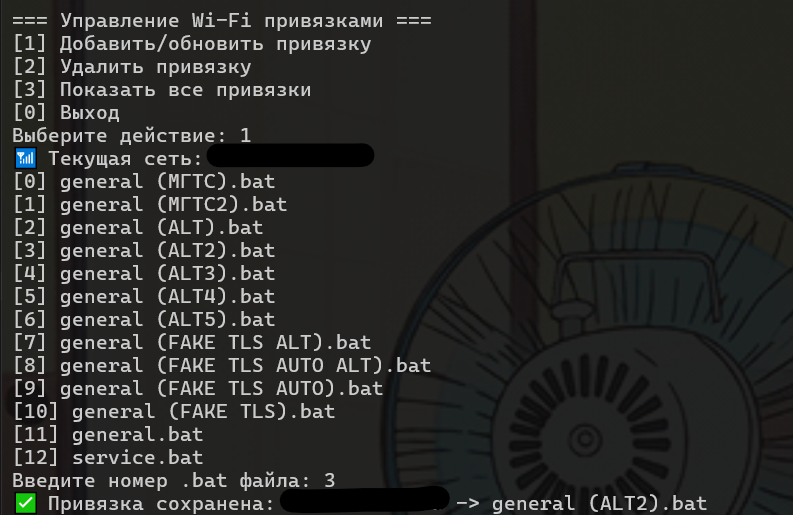 === Управление Wi-Fi привязками ===
[1] Добавить/обновить привязку
[2] Удалить привязку
[3] Показать все привязки
[0] Выход
Выберите действие: 1
📶 Текущая сеть:
[0] general (МГТС).bat
[1] general (МГТС2).bat
[2] general (ALT).bat
[3] general (ALT2).bat
[4] general (ALT3).bat
[5] general (ALT4).bat
[6] general (ALT5).bat
[7] general (FAKE TLS ALT).bat
[8] general (FAKE TLS AUTO ALT).bat
[9] general (FAKE TLS AUTO).bat
[10] general (FAKE TLS).bat
[11] general.bat
[12] service.bat
Введите номер .bat файла: 3
✅ Привязка сохранена: -> general (ALT2).bat